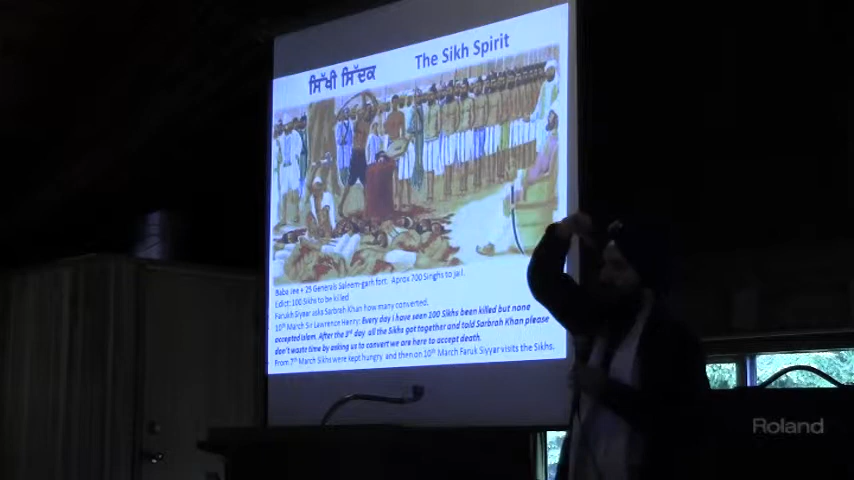 ਸਿੱਖੀ ਸਿੱਦਕ
The Sikh Spirit
Baba Jee + 25 Generals Saleem-garh fort. Aprox 700 Singhs to jail.
Edict: 100 Sikhs to be killed
Farukh Siyaar asks Sarbrah Khan how many converted.
10th March Sir Lawrence Henry: Every day I have seen 100 Sikhs been killed but none
accepted Islam. After the 3rd day all the Sikhs got together and told Sarbrah Khan please
don't waste time by asking us to convert we are here to accept death.
From 7th March Sikhs were kept hungry and then on 10th March Faruk Siyyar visits the Sikhs.
Roland